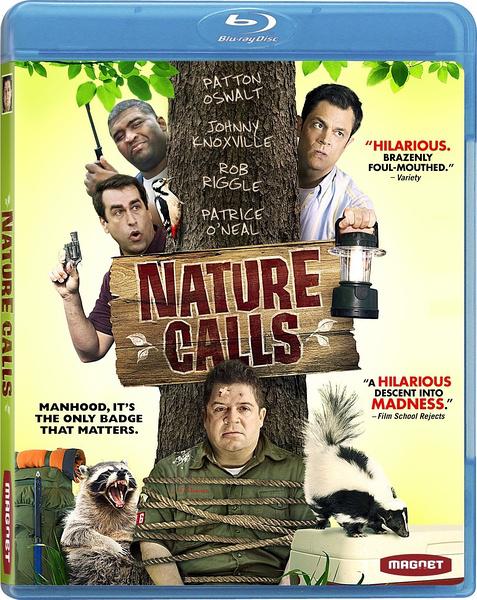 Blu-ray Disc
PATTON
OSWALT
JOHNNY
KNOXVILLE
ROB
RIGGLE
PATRICE
O'NEAL
"HILARIOUS.
BRAZENLY
FOUL-MOUTHED."
– Variety
NATURE
CALLS
NATURE CALLS
MANHOOD, IT'S
THE ONLY BADGE
THAT MATTERS.
"A HILARIOUS
DESCENT INTO
MADNESS."
– Film School Rejects
MAGNET
MAGNET